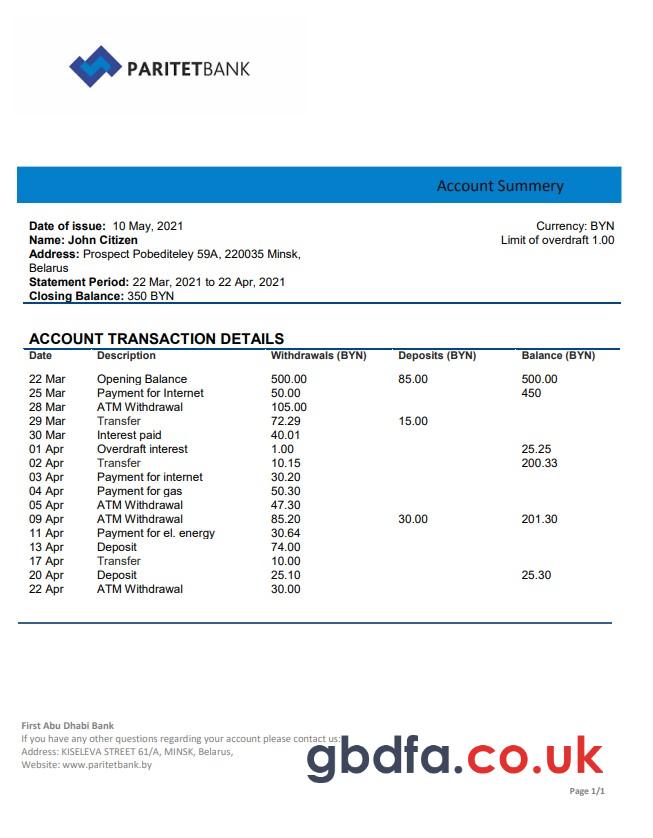 PARITETBANK
Account Summery
Date of issue: 10 May, 2021
Name: John Citizen
Address: Prospect Pobediteley 59A, 220035 Minsk,
Belarus
Statement Period: 22 Mar, 2021 to 22 Apr, 2021
Closing Balance: 350 BYN
Currency: BYN
Limit of overdraft 1.00
ACCOUNT TRANSACTION DETAILS
Date Description Withdrawals (BYN) Deposits (BYN) Balance (BYN)
22 Mar Opening Balance 500.00 85.00 500.00
25 Mar Payment for Internet 50.00 450
28 Mar ATM Withdrawal 105.00
29 Mar Transfer 72.29 15.00
30 Mar Interest paid 40.01
01 Apr Overdraft interest 1.00 25.25
02 Apr Transfer 10.15 200.33
03 Apr Payment for internet 30.20
04 Apr Payment for gas 50.30
05 Apr ATM Withdrawal 47.30
09 Apr ATM Withdrawal 85.20 30.00 201.30
11 Apr Payment for el. energy 30.64
13 Apr Deposit 74.00
17 Apr Transfer 10.00
20 Apr Deposit 25.10 25.30
22 Apr ATM Withdrawal 30.00
First Abu Dhabi Bank
If you have any other questions regarding your account please contact us:
Address: KISELEVA STREET 61/A, MINSK, Belarus,
Website: www.paritetbank.by
gbdfa.co.uk
Page 1/1